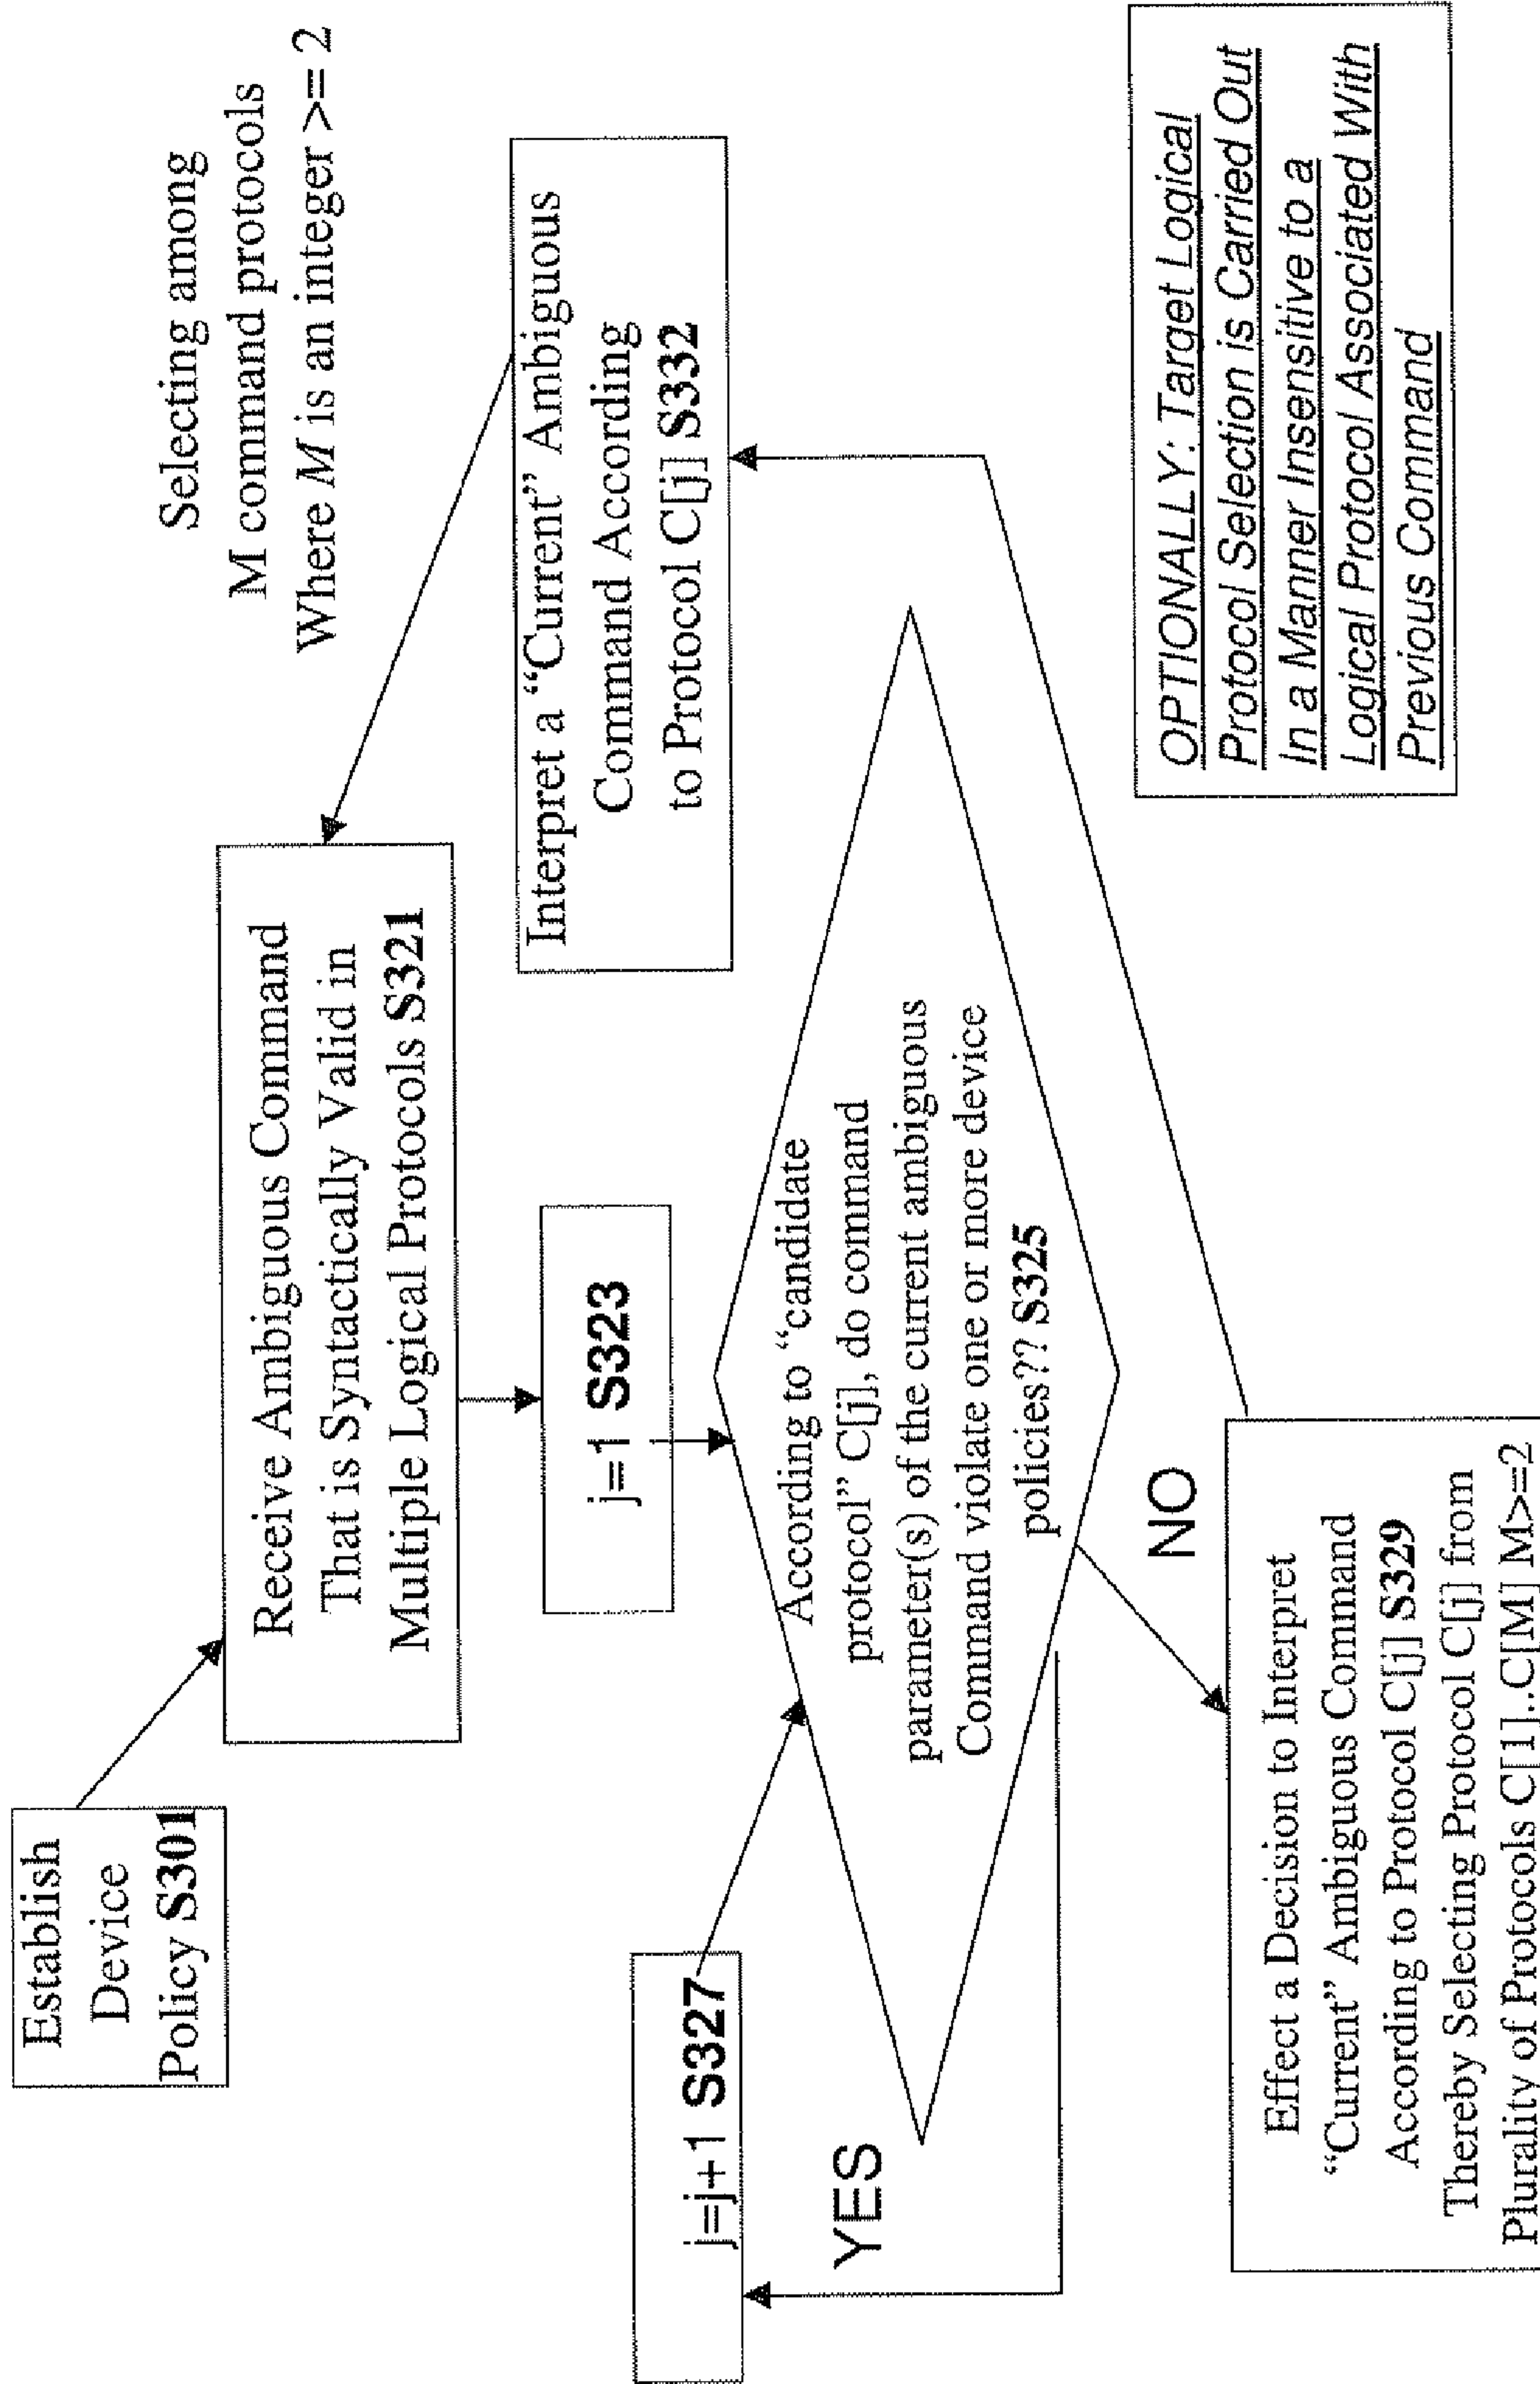 Establish
Device
Policy S301
Selecting among
M command protocols
Where M is an integer >= 2
Receive Ambiguous Command
That is Syntactically Valid in
Multiple Logical Protocols S321
j=1 S323
Interpret a “Current” Ambiguous
Command According
to Protocol C[j] S332
j=j+1 S327
According to “candidate
protocol” C[j], do command
parameter(s) of the current ambiguous
Command violate one or more device
policies?? S325
YES
NO
Effect a Decision to Interpret
“Current” Ambiguous Command
According to Protocol C[j] S329
Thereby Selecting Protocol C[j] from
Plurality of Protocols C[1]..C[M] M>=2
OPTIONALLY: Target Logical
Protocol Selection is Carried Out
In a Manner Insensitive to a
Logical Protocol Associated With
Previous Command